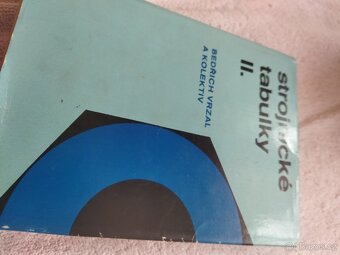 strojnické
tabulky
II.
BEDŘICH VRZAL
A KOLEKTIV